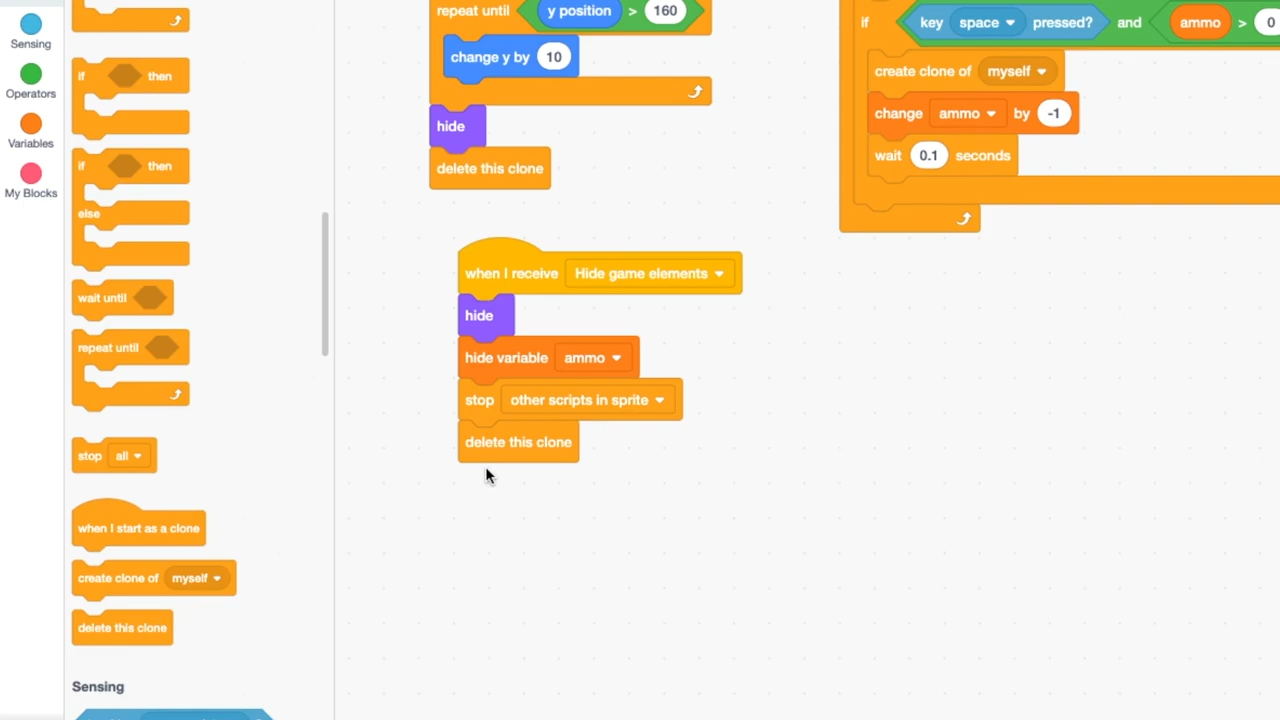 Sensing
Operators
Variables
My Blocks
if then
if then
else
wait until
repeat until
stop all
when I start as a clone
create clone of myself
delete this clone
Sensing
repeat until y position > 160
change y by 10
hide
delete this clone
when I receive Hide game elements
hide
hide variable ammo
stop other scripts in sprite
delete this clone
if key space pressed? and ammo > 0
create clone of myself
change ammo by -1
wait 0.1 seconds